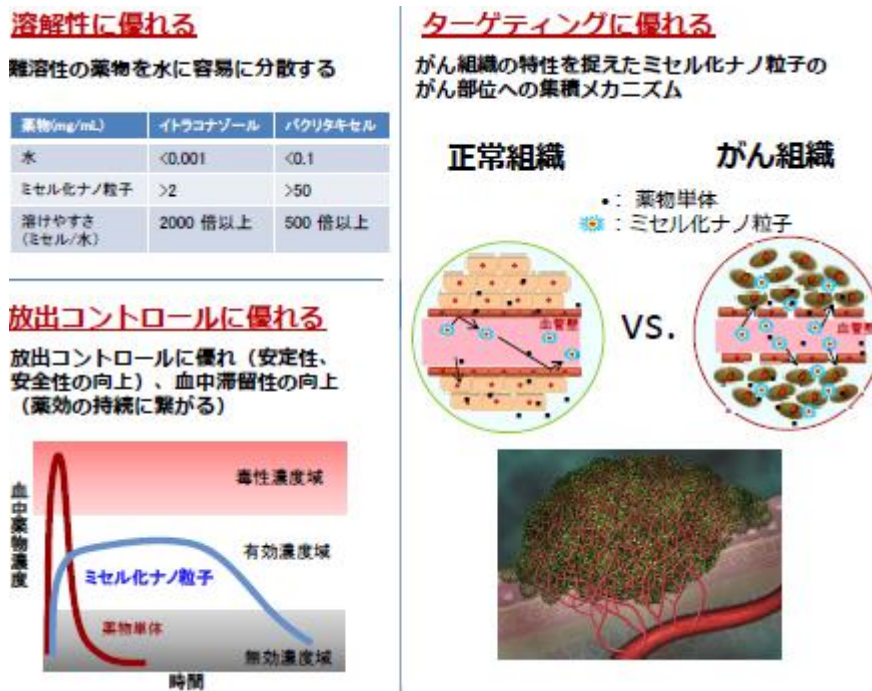 溶解性に優れる
難溶性の薬物を水に容易に分散する
薬物(mg/mL) イトラコナゾール パクリタキセル
水 <0.001 <0.1
ミセル化ナノ粒子 >2 >50
溶けやすさ 2000 倍以上 500 倍以上
(ミセル/水)
放出コントロールに優れる
放出コントロールに優れ（安定性、
安全性の向上）、血中滞留性の向上
（薬効の持続に繋がる）
血中薬物濃度
毒性濃度域
有効濃度域
ミセル化ナノ粒子
薬物単体
無効濃度域
時間
ターゲティングに優れる
がん組織の特性を捉えたミセル化ナノ粒子の
がん部位への集積メカニズム
正常組織 がん組織
•： 薬物単体
：ミセル化ナノ粒子
血管壁
vs.
血管壁